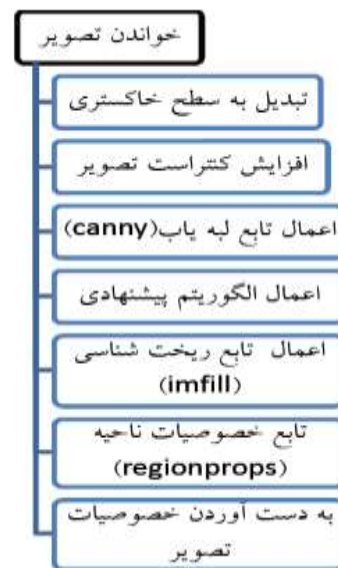 خواندن تصویر
تبدیل به سطح خاکستری
افزایش کنتراست تصویر
اعمال تابع لبه یاب(canny)
اعمال الگوریتم پیشنهادی
اعمال تابع ریخت شناسی
(imfill)
تابع خصوصیات ناحیه
(regionprops)
به دست آوردن خصوصیات
تصویر